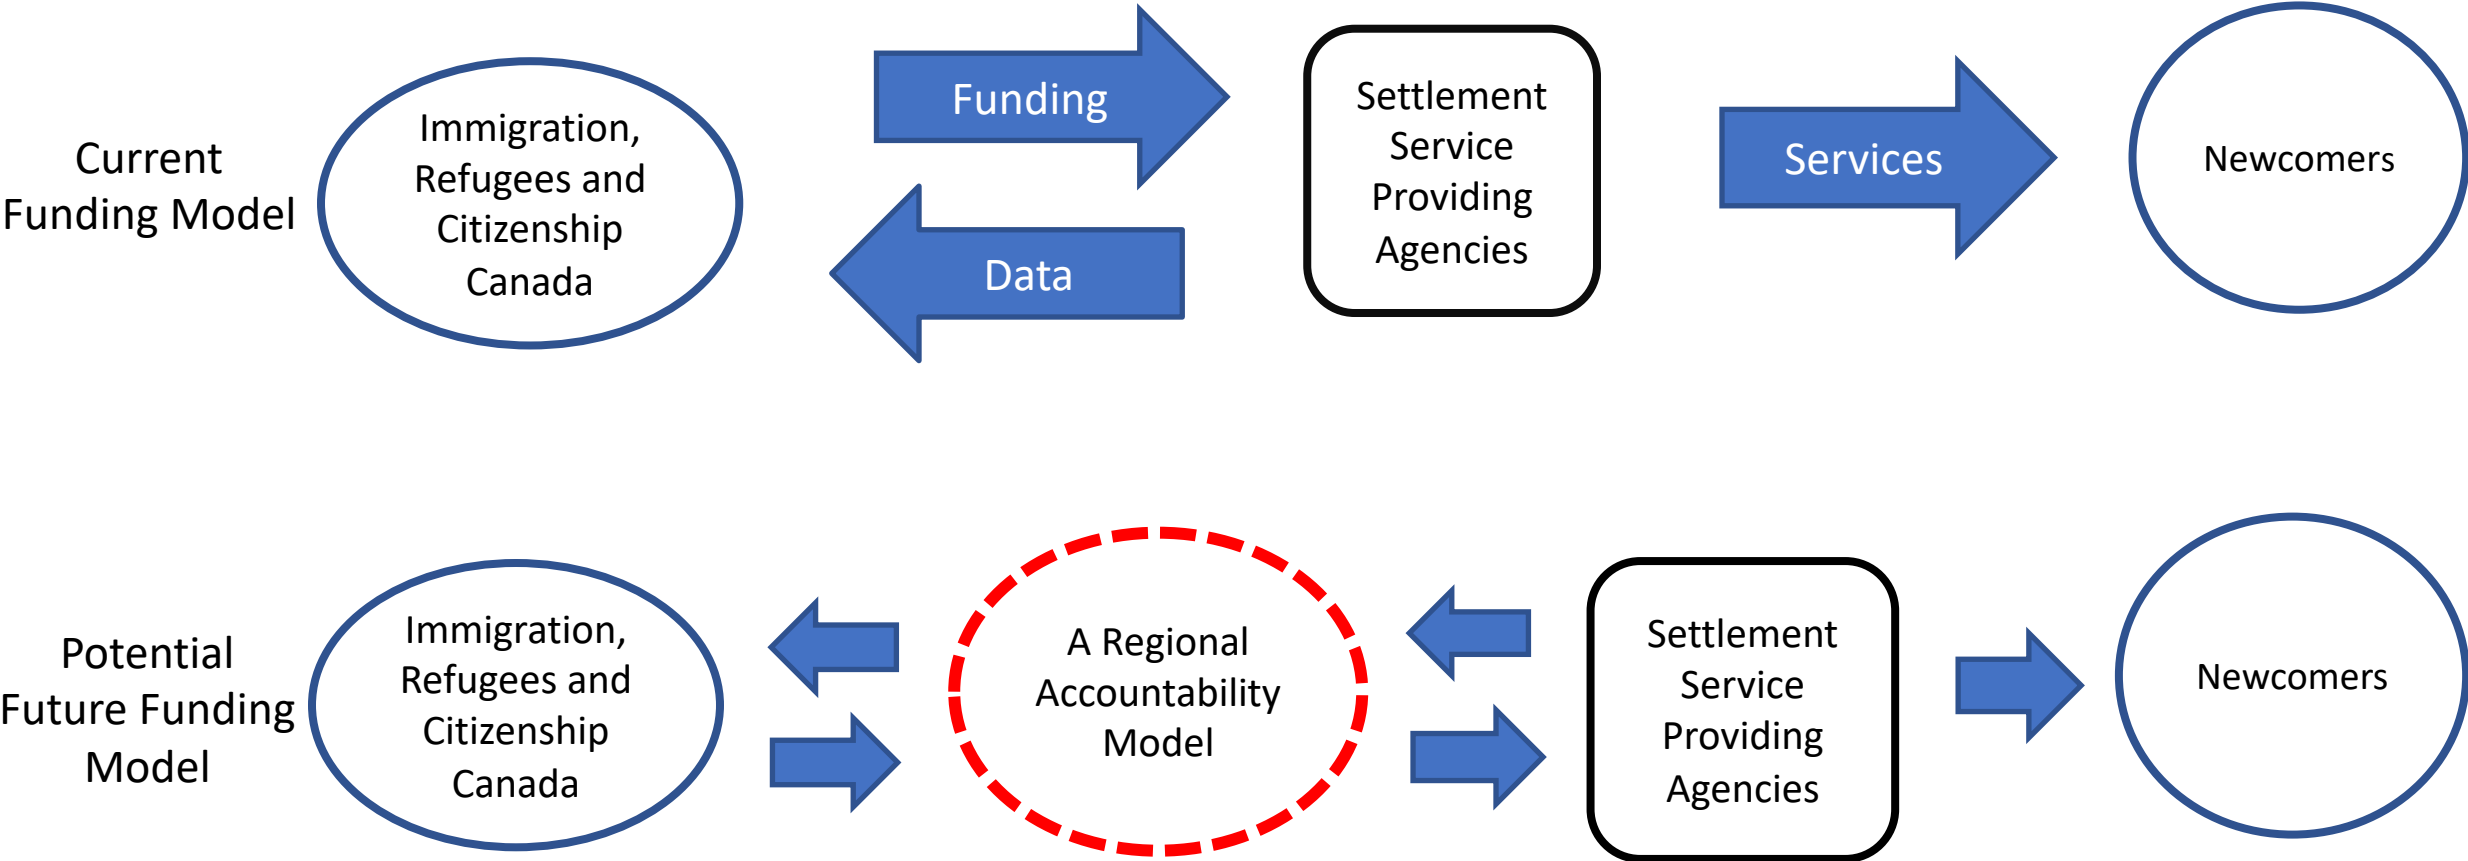 Current
Funding Model
Immigration,
Refugees and
Citizenship
Canada
Funding
Data
Settlement
Service
Providing
Agencies
Services
Newcomers
Potential
Future Funding
Model
Immigration,
Refugees and
Citizenship
Canada
A Regional
Accountability
Model
Settlement
Service
Providing
Agencies
Newcomers